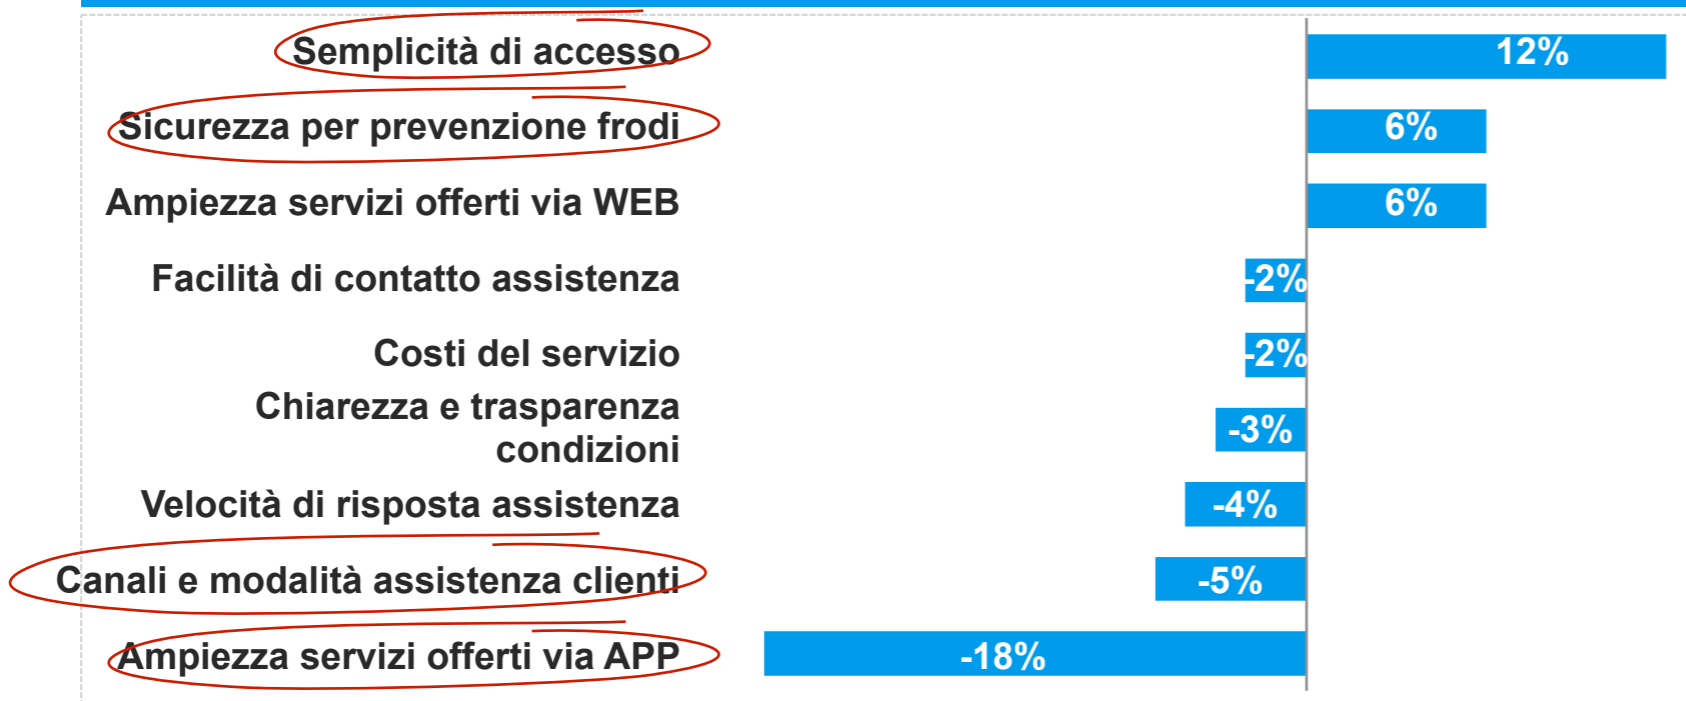 Semplicità di accesso 12%
Sicurezza per prevenzione frodi 6%
Ampiezza servizi offerti via WEB 6%
Facilità di contatto assistenza -2%
Costi del servizio -2%
Chiarezza e trasparenza
condizioni -3%
Velocità di risposta assistenza -4%
Canali e modalità assistenza clienti -5%
Ampiezza servizi offerti via APP -18%